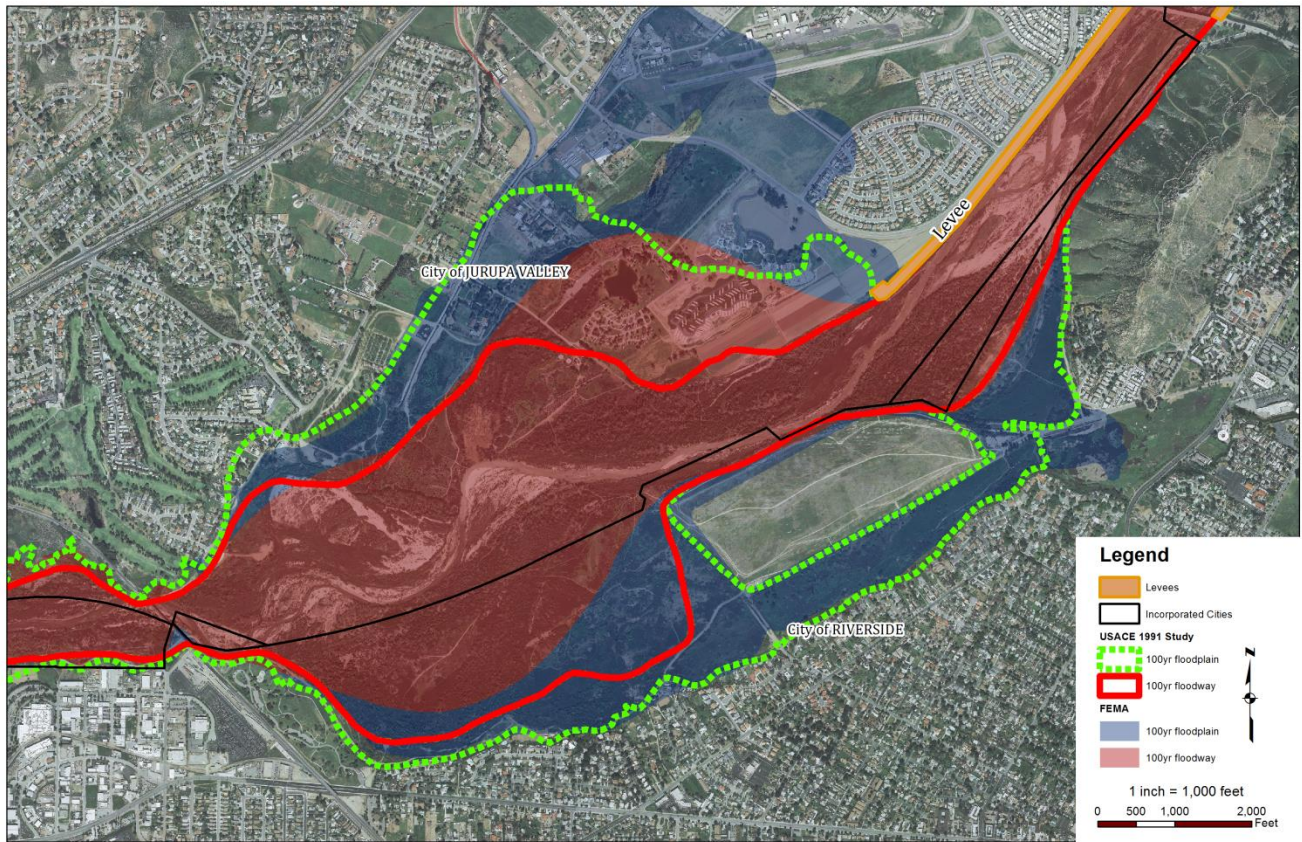 Levee
City of JURUPA VALLEY
City of RIVERSIDE
Legend
Levees
Incorporated Cities
USACE 1991 Study
100yr floodplain
100yr floodway
FEMA
100yr floodplain
100yr floodway
N
1 inch = 1,000 feet
0 500 1,000 2,000
Feet